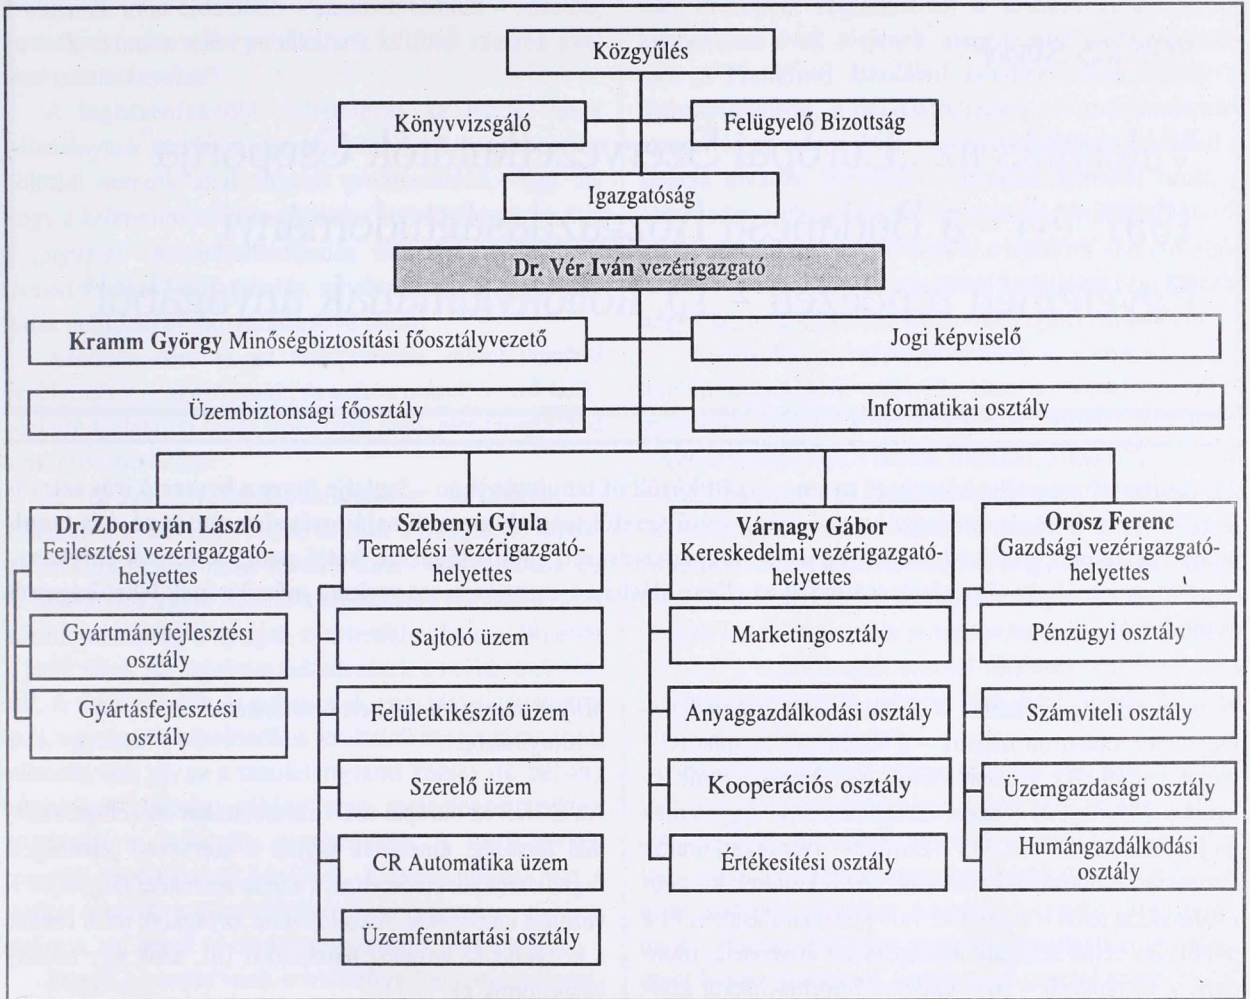 Közgyűlés
Könyvizsgáló
Felügyelő Bizottság
Igazgatóság
Dr. Vér Iván vezérigazgató
Kramm György Minőségbiztosítási főosztályvezető
Jogi képviselő
Üzembiztonsági főosztály
Informatikai osztály
Dr. Zborovján László
Fejlesztési vezérigazgató-
helyettes
Gyártmányfejlesztési
osztály
Gyártásfejlesztési
osztály
Szebenyi Gyula
Termelési vezérigazgató-
helyettes
Sajtoló üzem
Felületkikészítő üzem
Szerelő üzem
CR Automatika üzem
Üzemfenntartási osztály
Várnagy Gábor
Kereskedelmi vezérigazgató-
helyettes
Marketingosztály
Anyaggazdálkodási osztály
Kooperációs osztály
Értékesítési osztály
Orosz Ferenc
Gazdsági vezérigazgató-
helyettes
Pénzügyi osztály
Számviteli osztály
Üzemgazdasági osztály
Humángazdálkodási
osztály